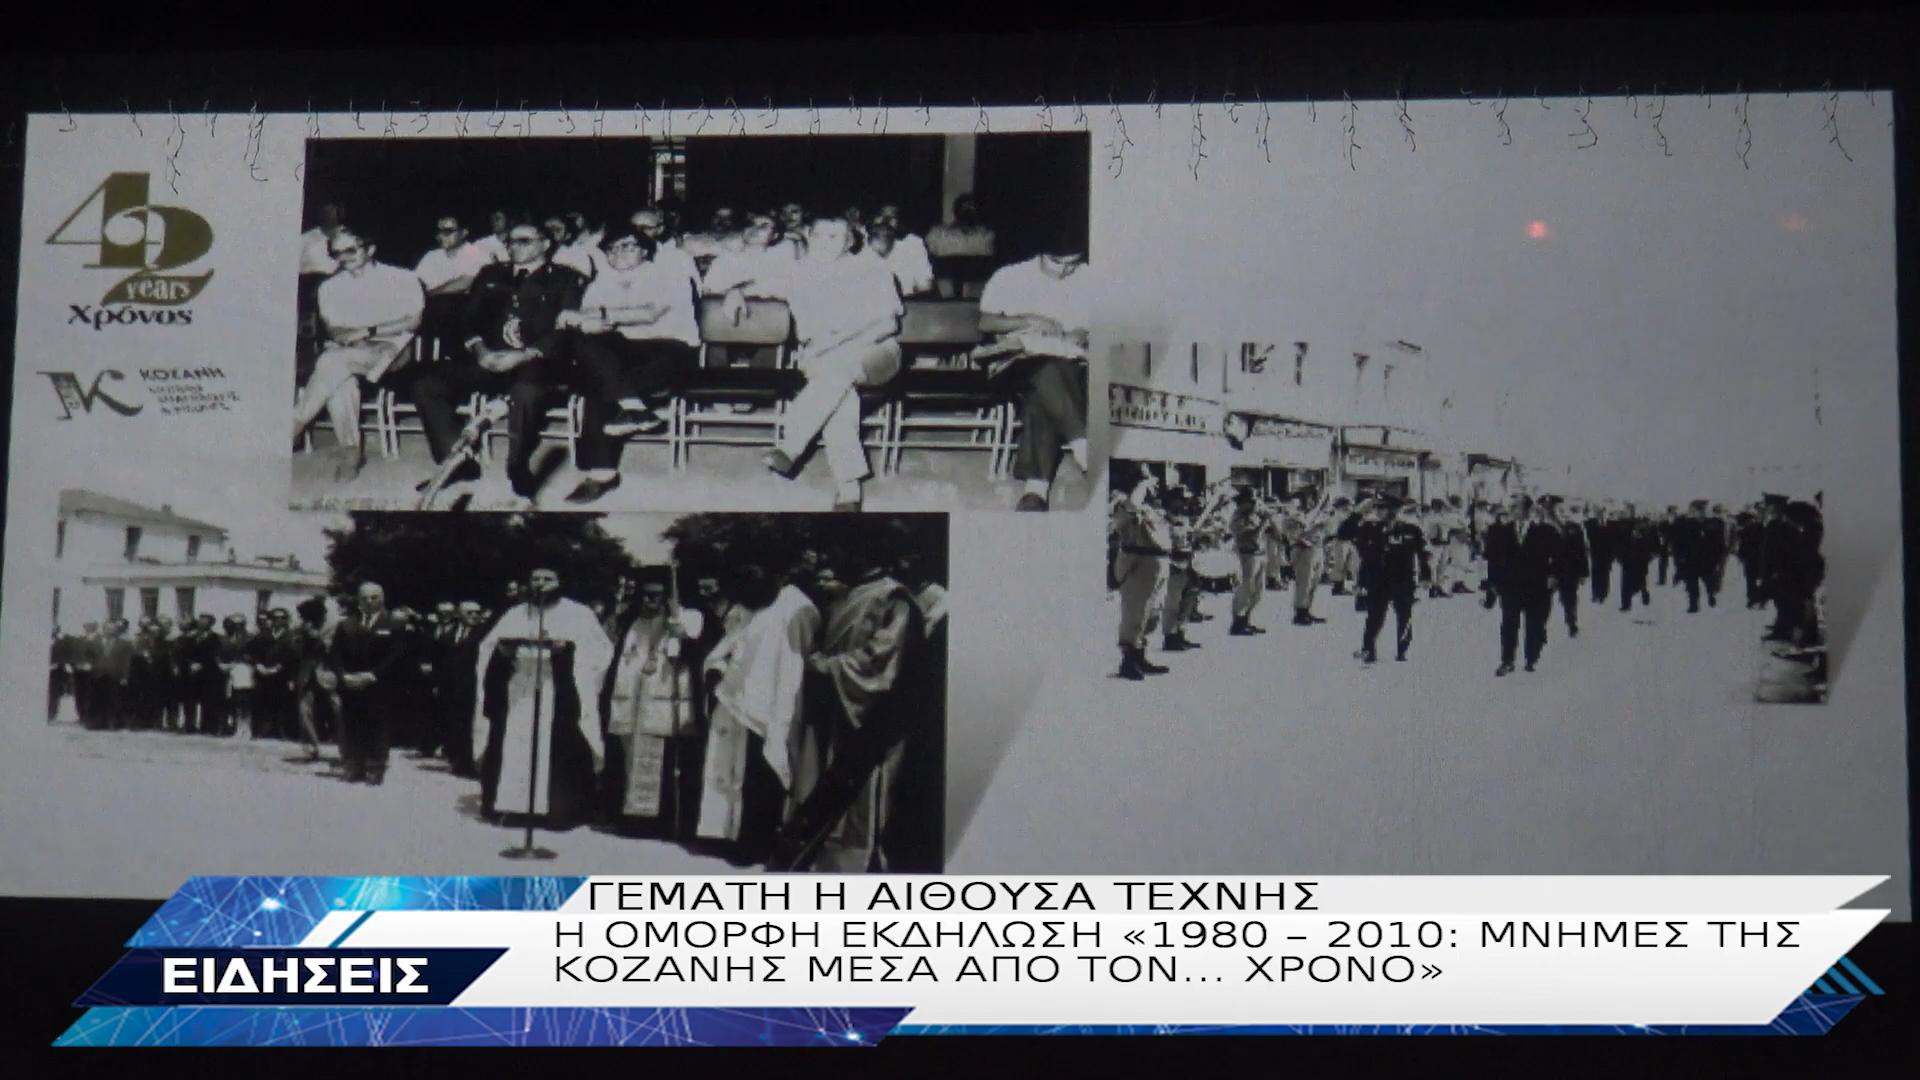 42
years
Χρόνος
ΚΟΖΑΝΗ
ΓΕΜΑΤΗ Η ΑΙΘΟΥΣΑ ΤΕΧΝΗΣ
Η ΟΜΟΡΦΗ ΕΚΔΗΛΩΣΗ «1980 – 2010: ΜΝΗΜΕΣ ΤΗΣ
ΚΟΖΑΝΗΣ ΜΕΣΑ ΑΠΟ ΤΟΝ... ΧΡΟΝΟ»
ΕΙΔΗΣΕΙΣ